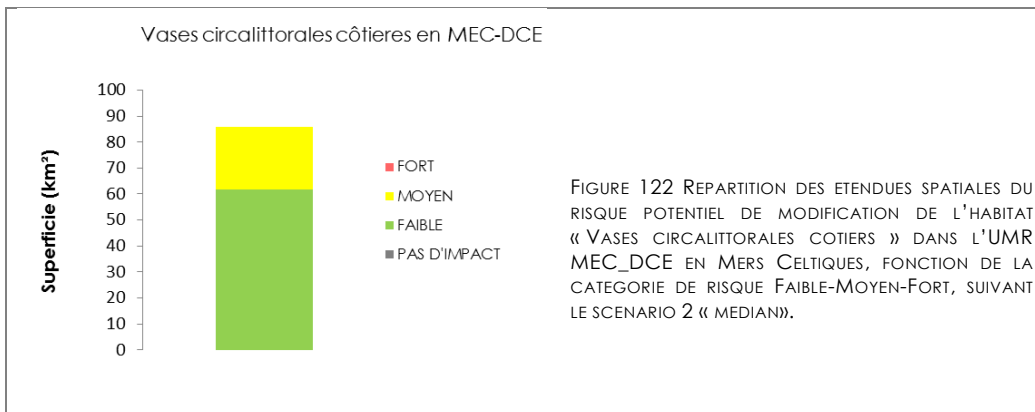 Vases circalittorales côtieres en MEC-DCE
Superficie (km²)
100
90
80
70
60
50
40
30
20
10
0
FORT
MOYEN
FAIBLE
PAS D'IMPACT
FIGURE 122 REPARTITION DES ETENDUES SPATIALES DU
RISQUE POTENTIEL DE MODIFICATION DE L'HABITAT
« VASES CIRCALITTORALES COTIERS » DANS L'UMR
MEC_DCE EN MERS CELTIQUES, FONCTION DE LA
CATEGORIE DE RISQUE FAIBLE-MOYEN-FORT, SUIVANT
LE SCENARIO 2 « MEDIAN».